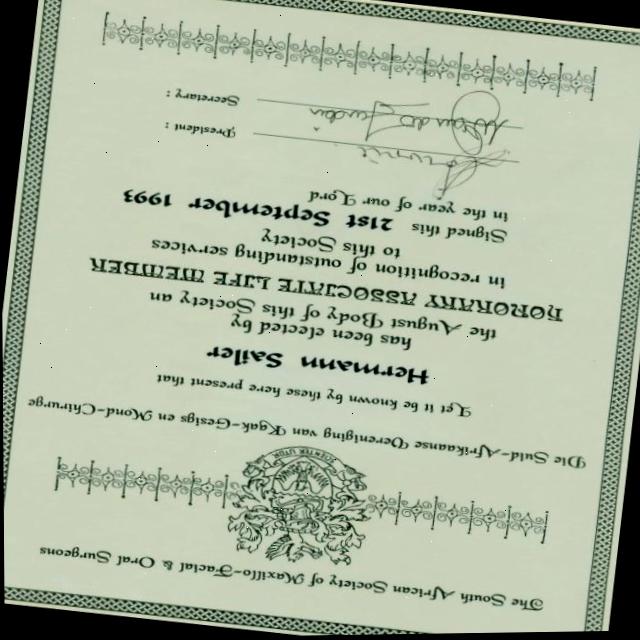 The South African Society of Maxillo-Facial & Oral Surgeons
Die Suid-Afrikaanse Vereniging van Kaak-Gesigs en Mond-Chirurge
Let it be known by these here present that
Hermann Sailer
has been elected by
the August Body of this Society an
HONORARY ASSOCIATE LIFE MEMBER
in recognition of outstanding services
to this Society
Signed this 21st September 1993
in the year of our Lord
President :
Secretary :